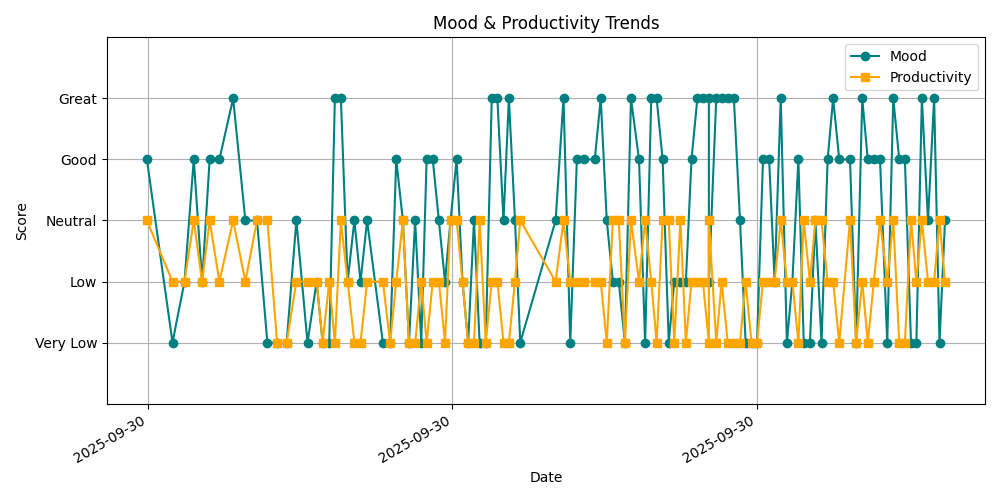 Mood & Productivity Trends
Mood
Productivity
Great
Good
Neutral
Low
Very Low
Score
2025-09-30
2025-09-30
2025-09-30
Date